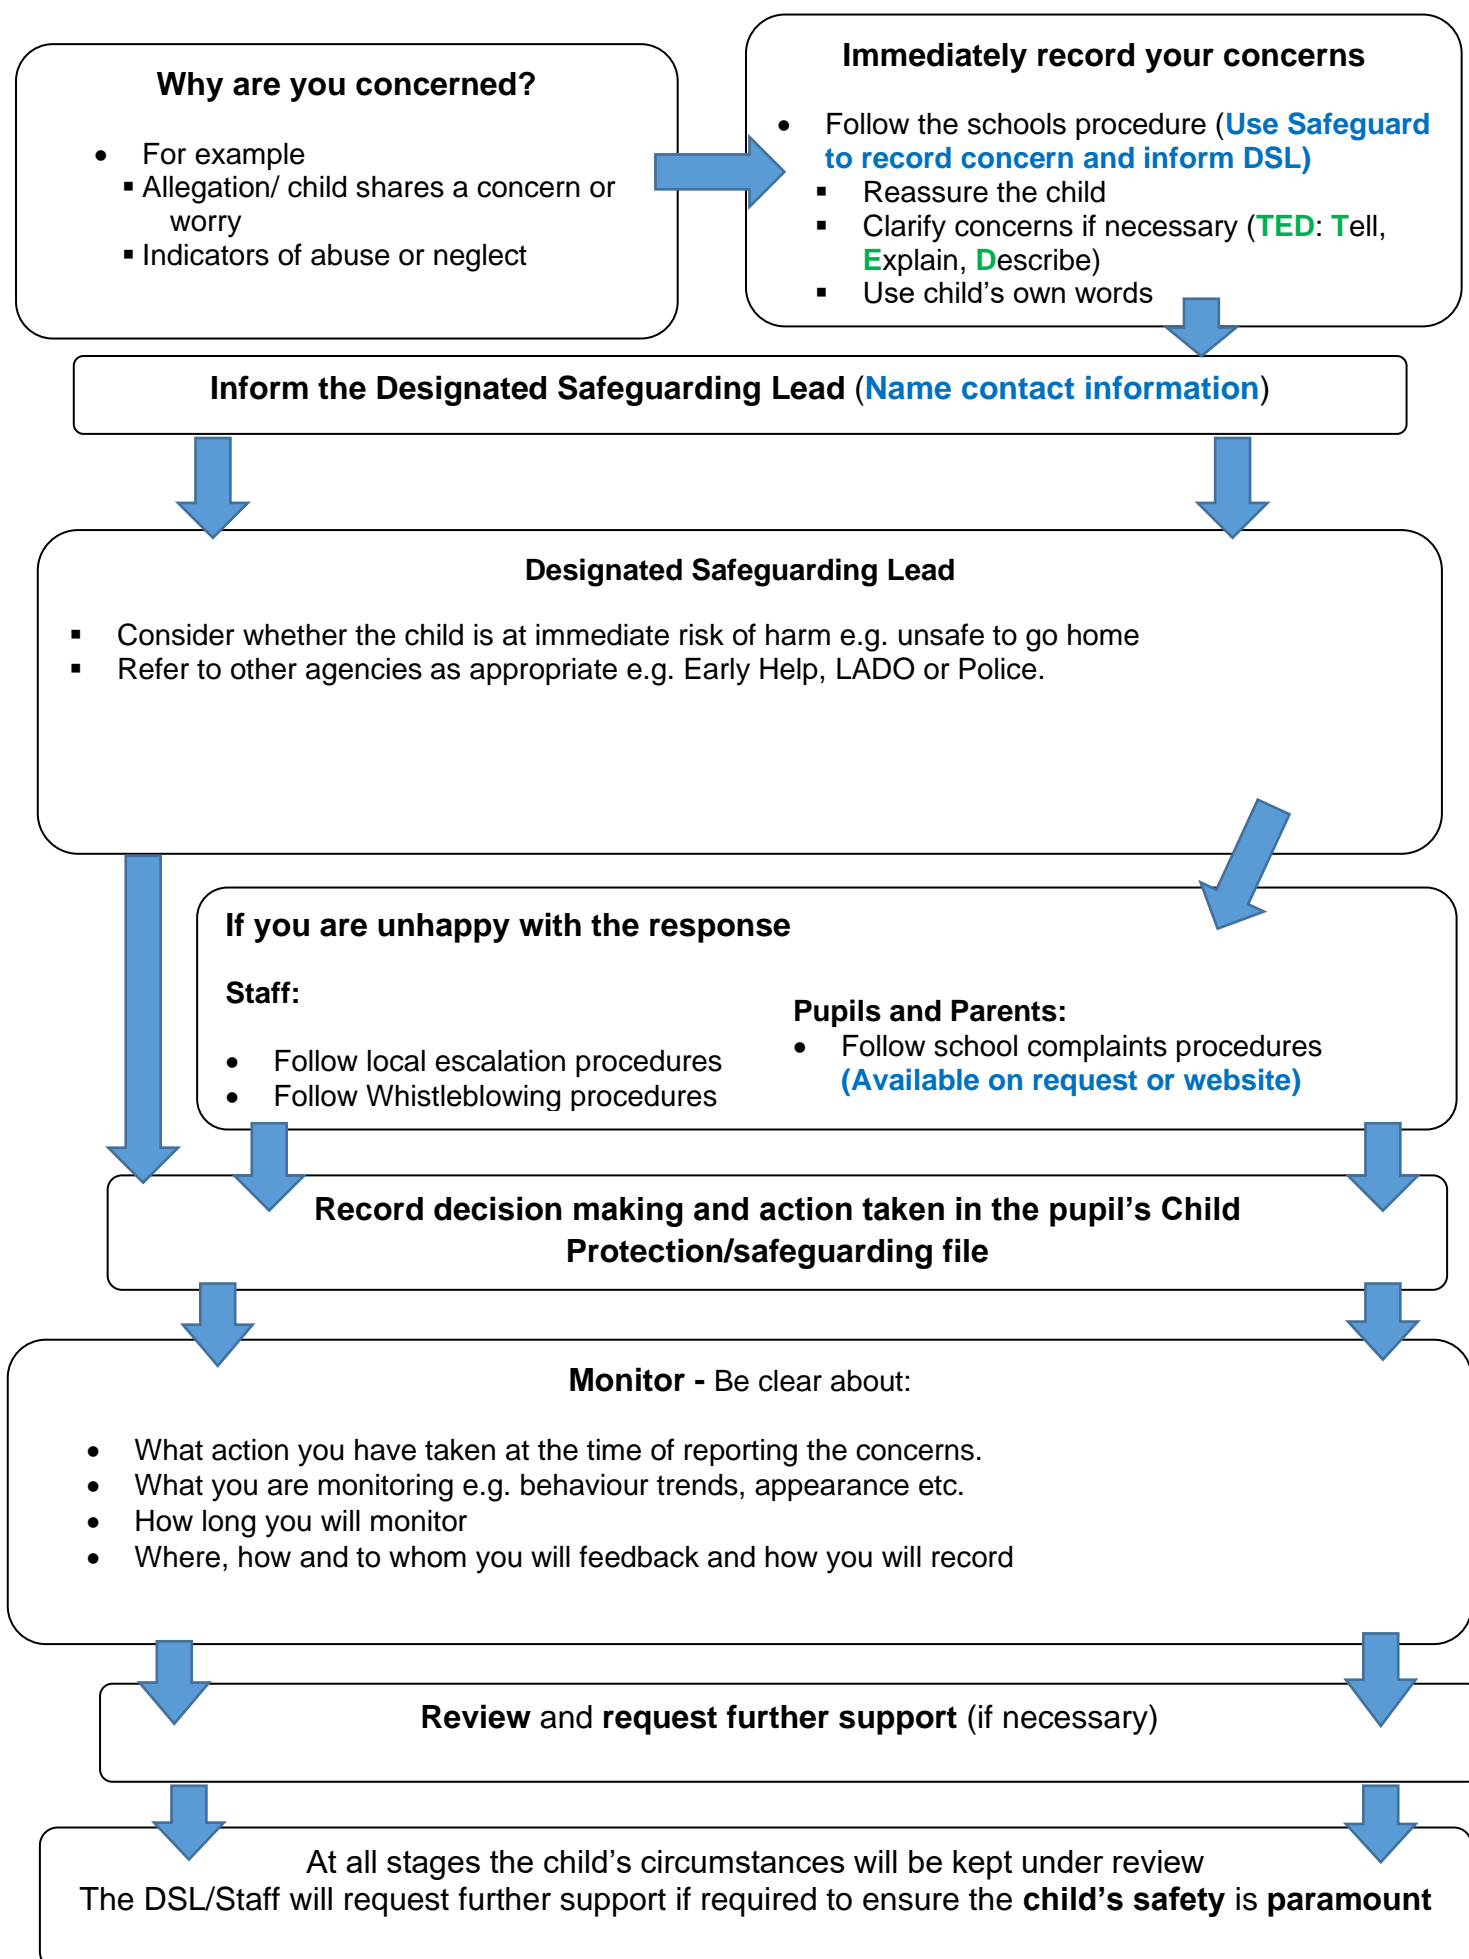 Why are you concerned?
• For example
▪ Allegation/ child shares a concern or
worry
▪ Indicators of abuse or neglect
Immediately record your concerns
• Follow the schools procedure (Use Safeguard
to record concern and inform DSL)
▪ Reassure the child
▪ Clarify concerns if necessary (TED: Tell,
Explain, Describe)
▪ Use child's own words
Inform the Designated Safeguarding Lead (Name contact information)
Designated Safeguarding Lead
▪ Consider whether the child is at immediate risk of harm e.g. unsafe to go home
▪ Refer to other agencies as appropriate e.g. Early Help, LADO or Police.
If you are unhappy with the response
Staff:
• Follow local escalation procedures
• Follow Whistleblowing procedures
Pupils and Parents:
• Follow school complaints procedures
(Available on request or website)
Record decision making and action taken in the pupil's Child
Protection/safeguarding file
Monitor - Be clear about:
• What action you have taken at the time of reporting the concerns.
• What you are monitoring e.g. behaviour trends, appearance etc.
• How long you will monitor
• Where, how and to whom you will feedback and how you will record
Review and request further support (if necessary)
At all stages the child's circumstances will be kept under review
The DSL/Staff will request further support if required to ensure the child's safety is paramount